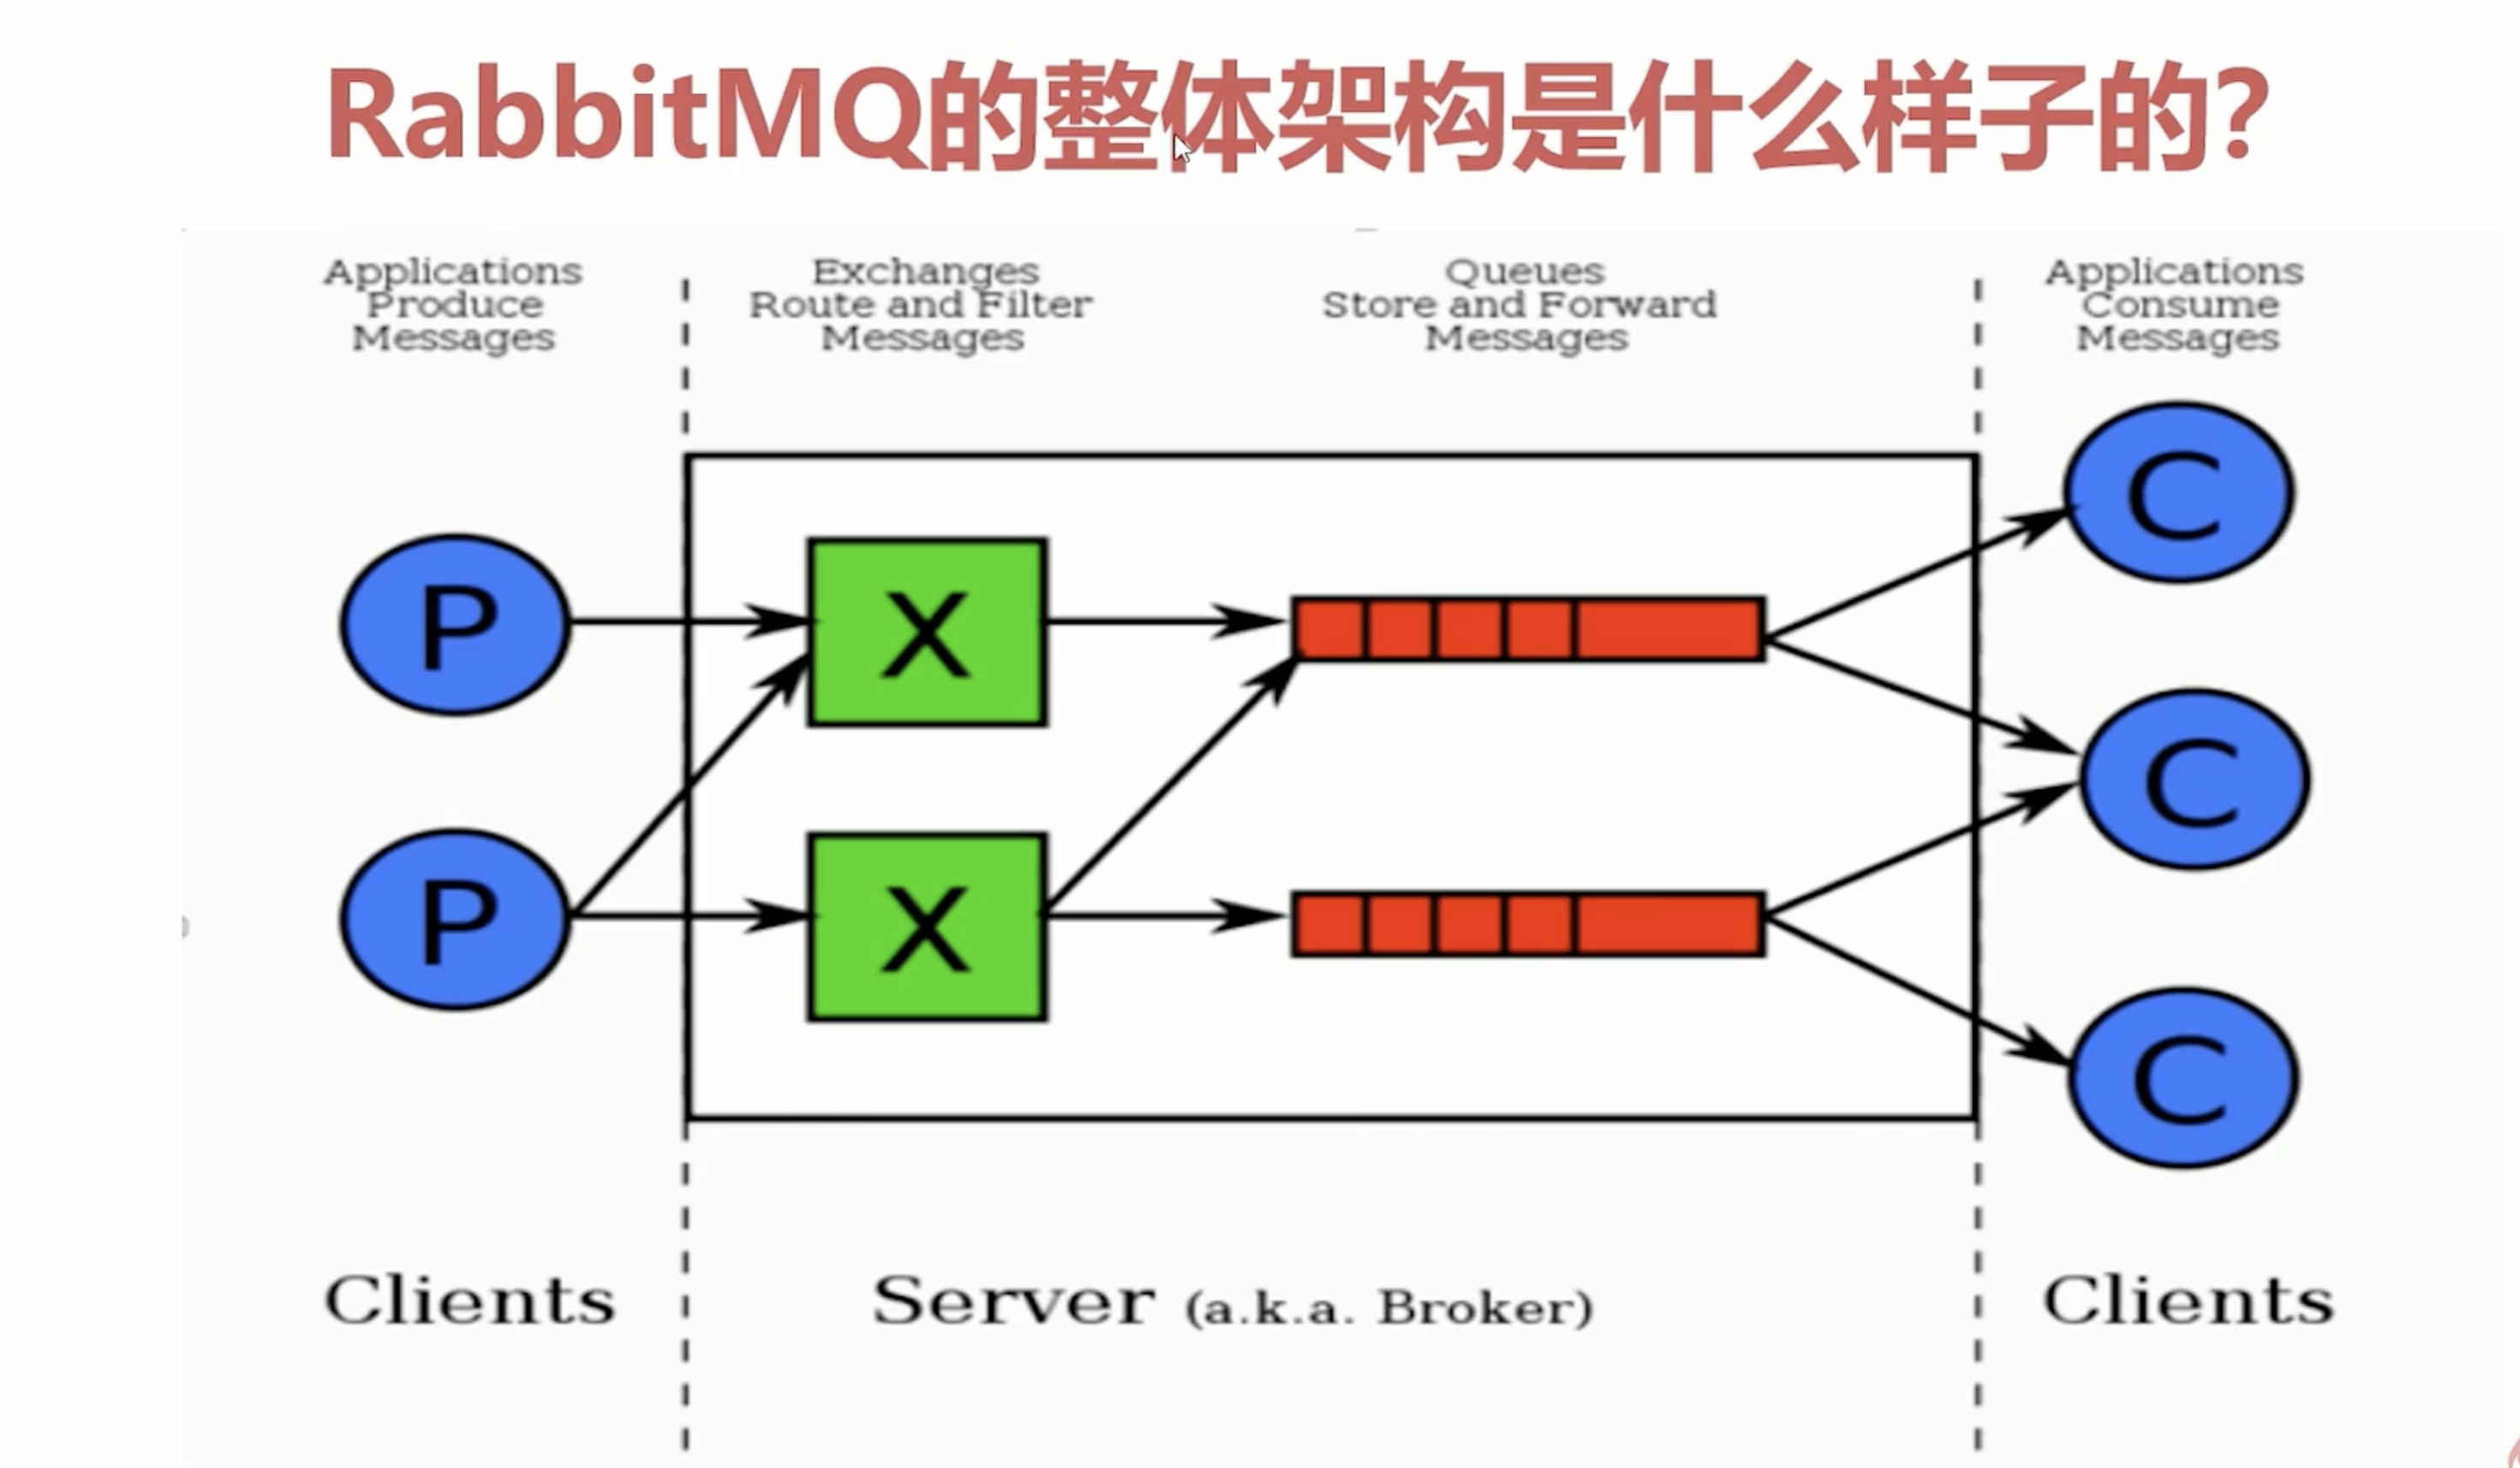 RabbitMQ的整体架构是什么样子的?
Applications
Produce
Messages
Exchanges
Route and Filter
Messages
Queues
Store and Forward
Messages
Applications
Consume
Messages
P
P
X
X
C
C
C
Clients
Server (a.k.a. Broker)
Clients